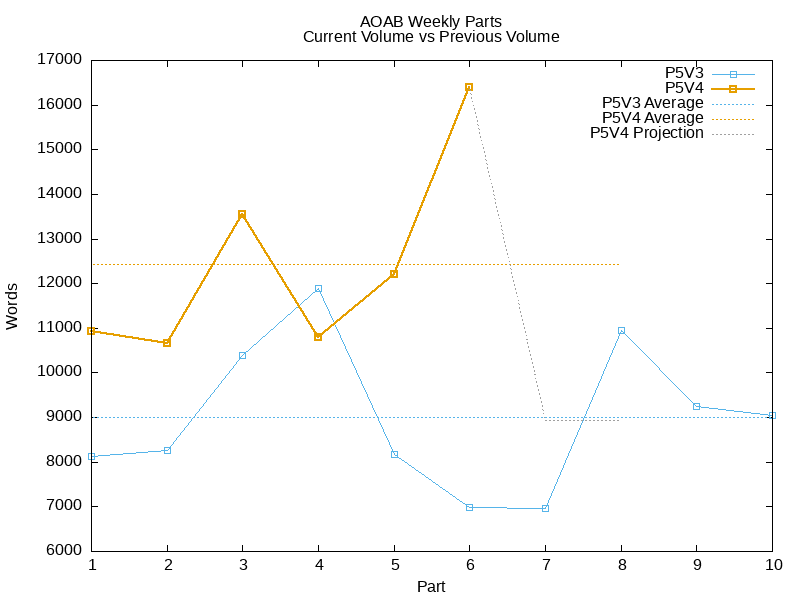 AOAB Weekly Parts
Current Volume vs Previous Volume
17000
16000
15000
14000
13000
12000
11000
10000
9000
8000
7000
6000
Words
P5V3
P5V4
P5V3 Average
P5V4 Average
P5V4 Projection
1 2 3 4 5 6 7 8 9 10
Part